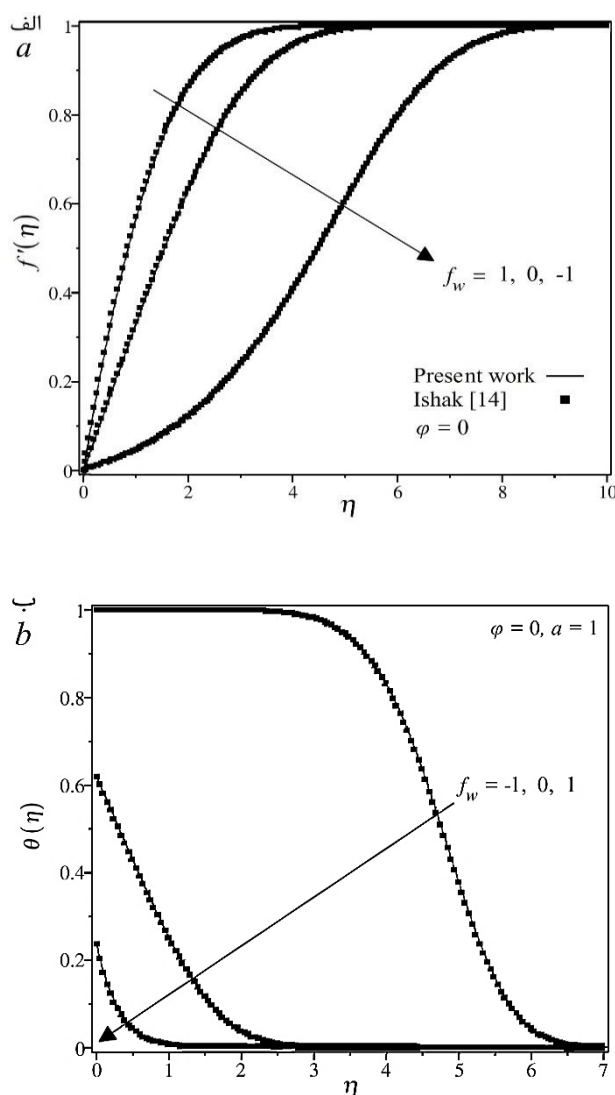 الف
a
1
0.8
0.6
0.4
0.2
0
f'(η)
f_w = 1, 0, -1
Present work —
Ishak [14] ■
φ = 0
0 2 4 6 8 10
η
ب
b
1
0.8
0.6
0.4
0.2
0
θ(η)
φ = 0, a = 1
f_w = -1, 0, 1
0 1 2 3 4 5 6 7
η